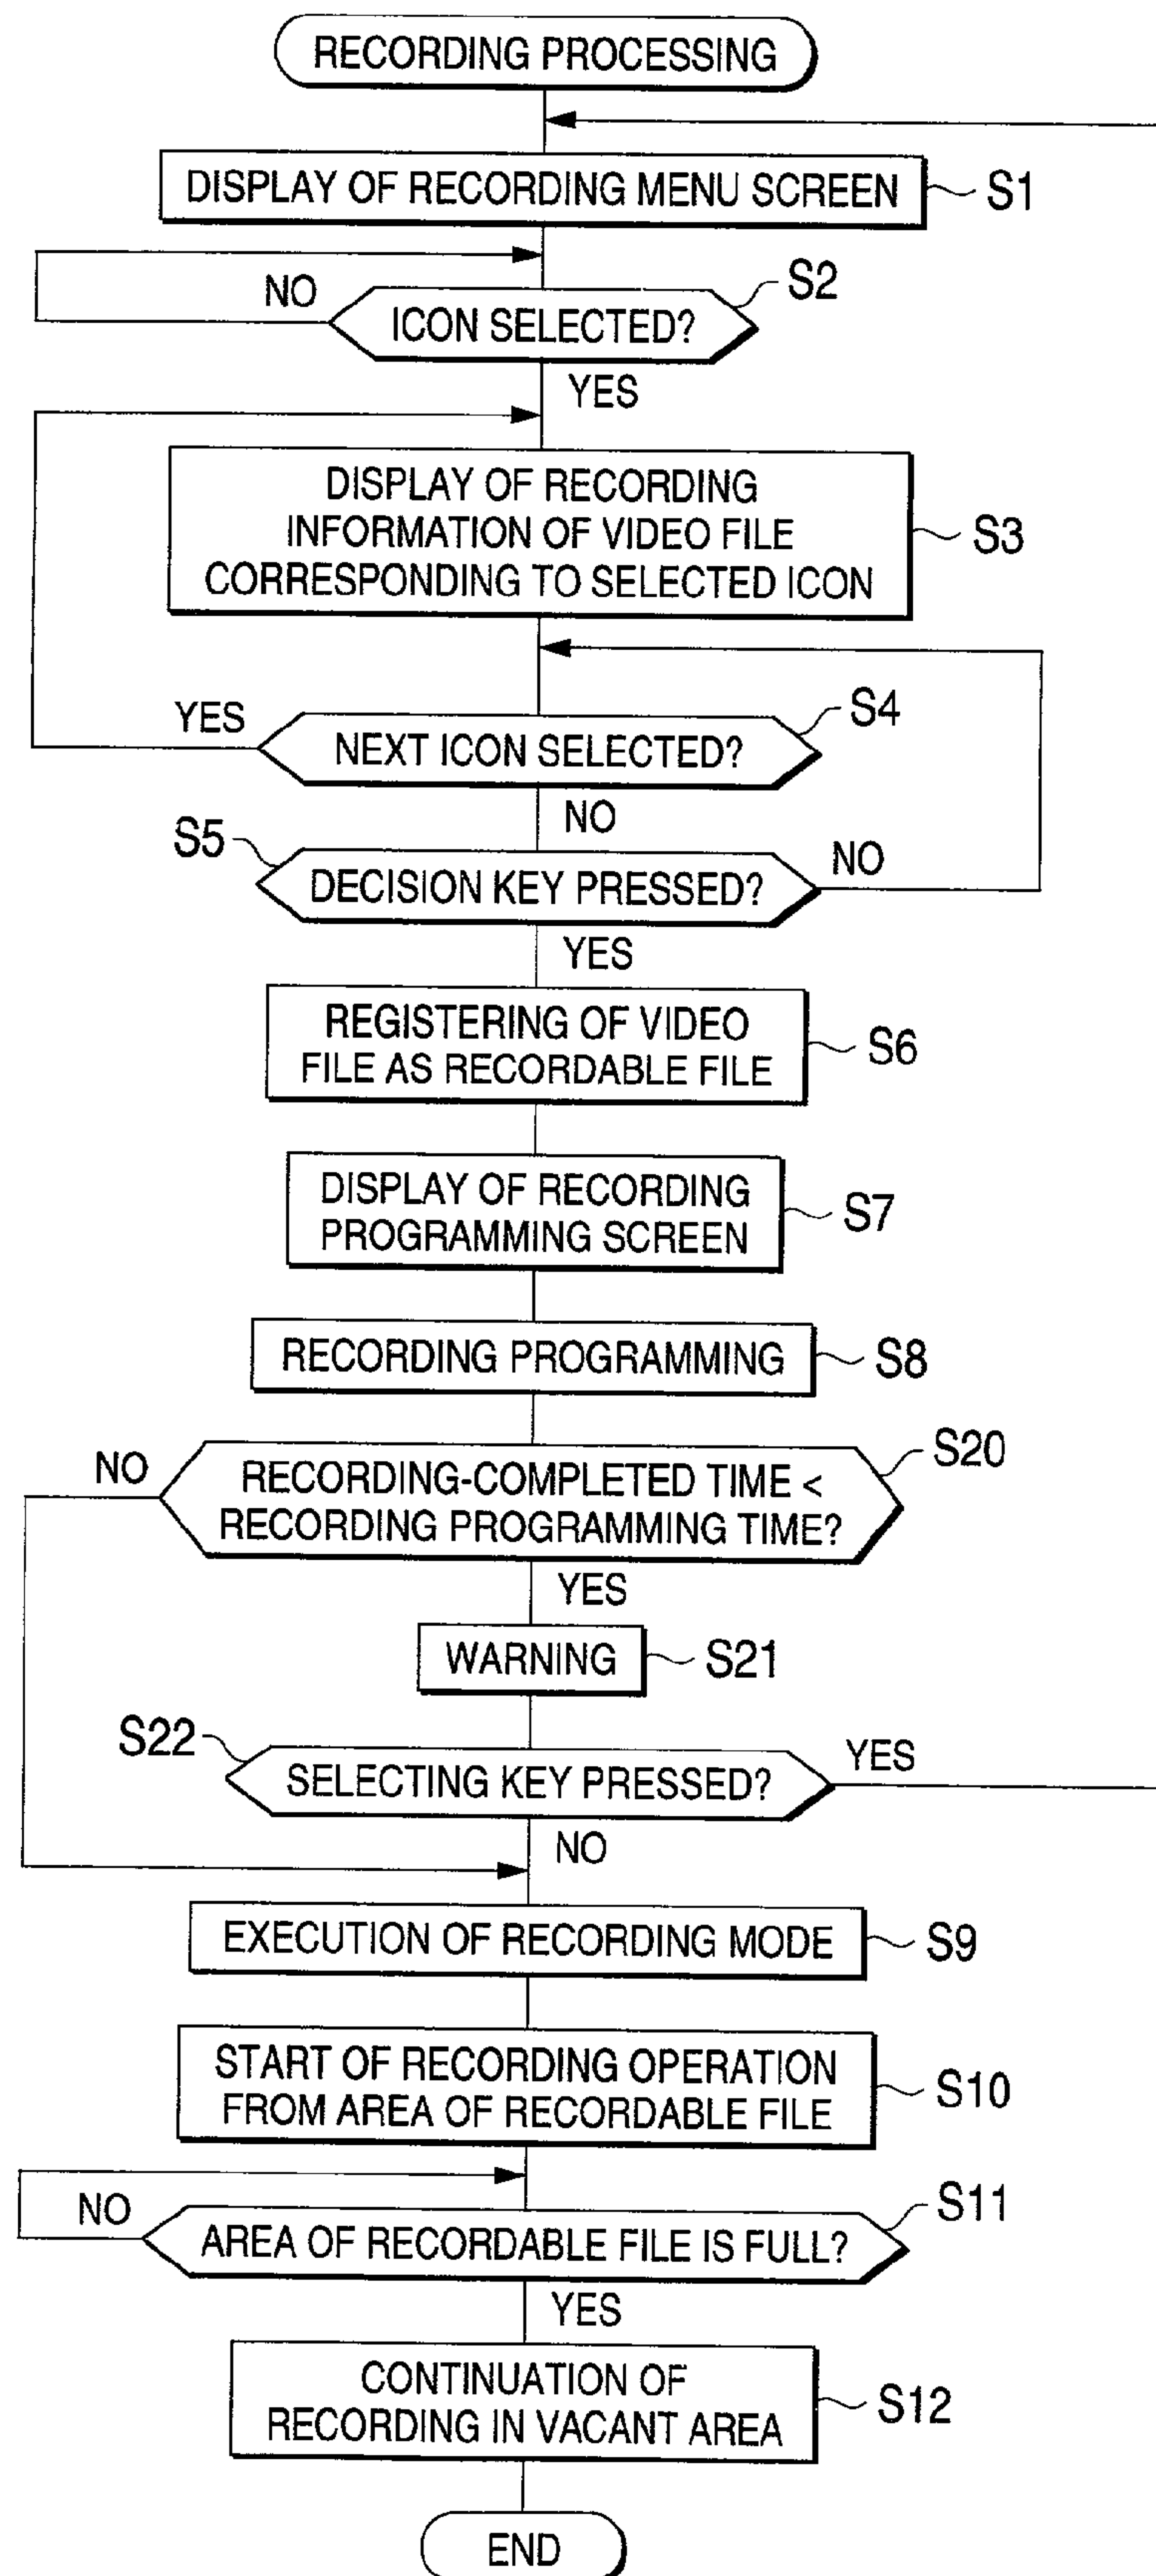 RECORDING PROCESSING
DISPLAY OF RECORDING MENU SCREEN
S1
S2
NO
ICON SELECTED?
YES
DISPLAY OF RECORDING
INFORMATION OF VIDEO FILE
CORRESPONDING TO SELECTED ICON
S3
S4
YES
NEXT ICON SELECTED?
NO
S5
NO
DECISION KEY PRESSED?
YES
REGISTERING OF VIDEO
FILE AS RECORDABLE FILE
S6
DISPLAY OF RECORDING
PROGRAMMING SCREEN
S7
RECORDING PROGRAMMING
S8
S20
NO
RECORDING-COMPLETED TIME <
RECORDING PROGRAMMING TIME?
YES
WARNING
S21
S22
YES
SELECTING KEY PRESSED?
NO
EXECUTION OF RECORDING MODE
S9
START OF RECORDING OPERATION
FROM AREA OF RECORDABLE FILE
S10
S11
NO
AREA OF RECORDABLE FILE IS FULL?
YES
CONTINUATION OF
RECORDING IN VACANT AREA
S12
END